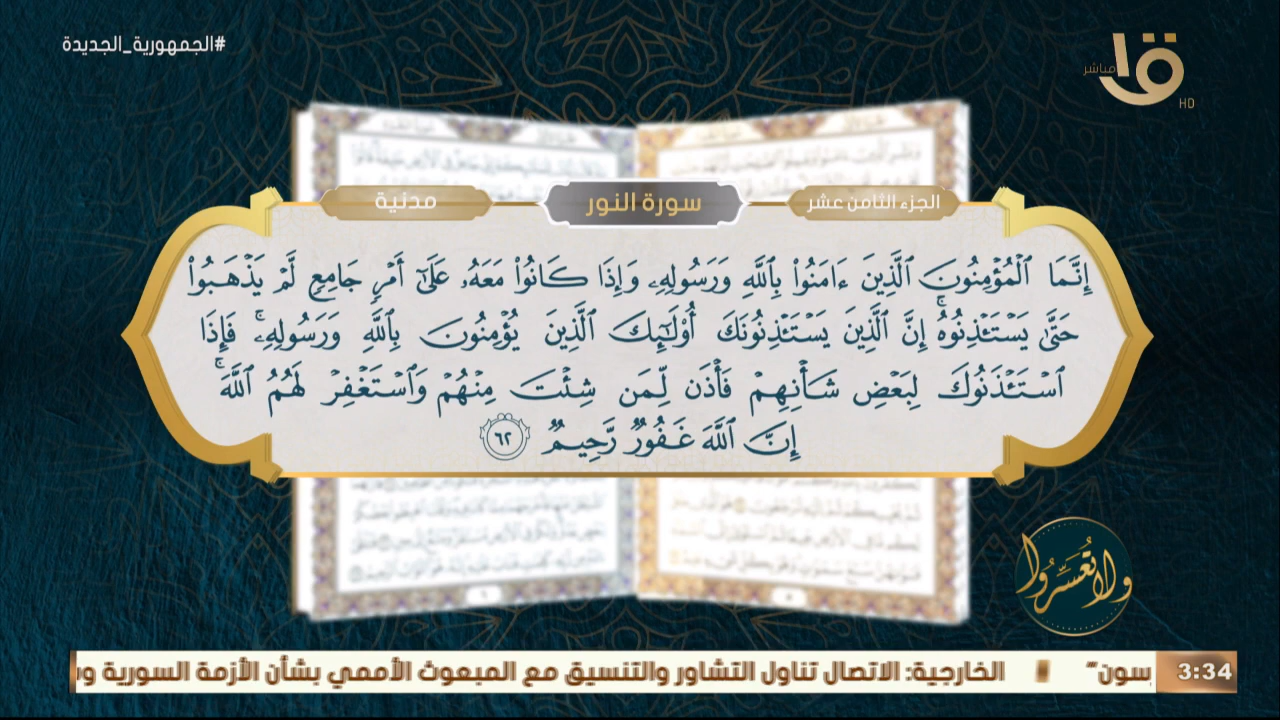 #الجمهورية_الجديدة
مباشر
HD
الجزء الثامن عشر
سورة النور
مدنية
إِنَّمَا ٱلْمُؤْمِنُونَ ٱلَّذِينَ ءَامَنُوا۟ بِٱللَّهِ وَرَسُولِهِۦ وَإِذَا كَانُوا۟ مَعَهُۥ عَلَىٰٓ أَمْرٍ جَامِعٍ لَّمْ يَذْهَبُوا۟
حَتَّىٰ يَسْتَـْٔذِنُوهُ ۚ إِنَّ ٱلَّذِينَ يَسْتَـْٔذِنُونَكَ أُو۟لَـٰٓئِكَ ٱلَّذِينَ يُؤْمِنُونَ بِٱللَّهِ وَرَسُولِهِۦ ۚ فَإِذَا
ٱسْتَـْٔذَنُوكَ لِبَعْضِ شَأْنِهِمْ فَأْذَن لِّمَن شِئْتَ مِنْهُمْ وَٱسْتَغْفِرْ لَهُمُ ٱللَّهَ ۚ
إِنَّ ٱللَّهَ غَفُورٌ رَّحِيمٌ ٦٢
ولا تُعَسِّرُوا
3:34
سون" الخارجية: الاتصال تناول التشاور والتنسيق مع المبعوث الأممي بشأن الأزمة السورية